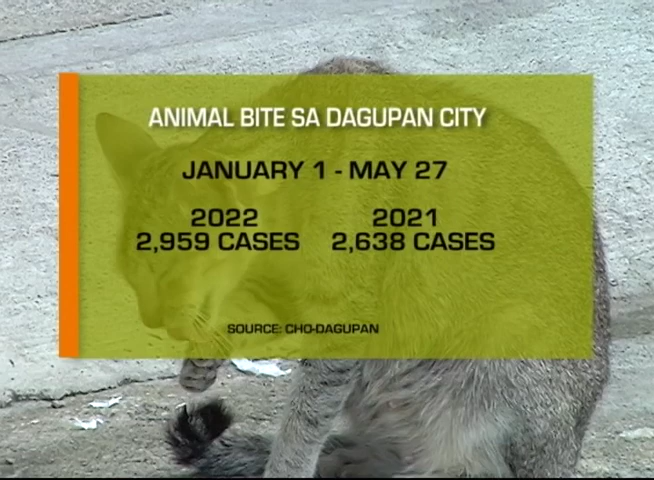 ANIMAL BITE SA DAGUPAN CITY
JANUARY 1 - MAY 27
2022 2021
2,959 CASES 2,638 CASES
SOURCE: CHO-DAGUPAN